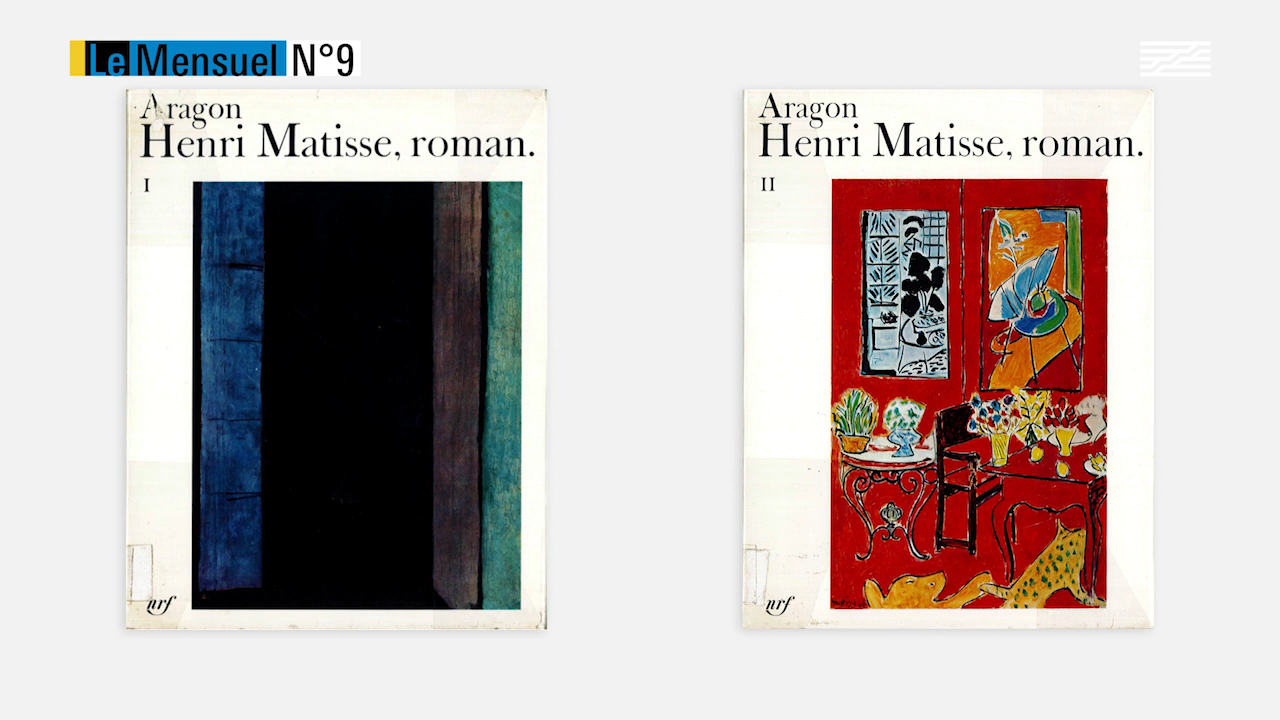 Le Mensuel N°9
Aragon
Henri Matisse, roman.
I
nrf
Aragon
Henri Matisse, roman.
II
nrf